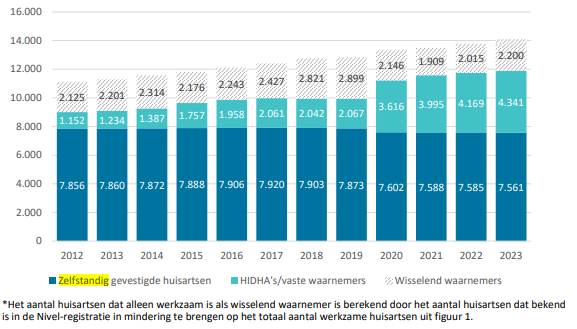 16.000
14.000
12.000
10.000
8.000
6.000
4.000
2.000
0
2.125 2.201 2.314 2.176 2.243 2.427 2.821 2.899 2.146 1.909 2.015 2.200
1.152 1.234 1.387 1.757 1.958 2.061 2.042 2.067 3.616 3.995 4.169 4.341
7.856 7.860 7.872 7.888 7.906 7.920 7.903 7.873 7.602 7.588 7.585 7.561
2012 2013 2014 2015 2016 2017 2018 2019 2020 2021 2022 2023
Zelfstandig gevestigde huisartsen HIDHA's/vaste waarnemers Wisselend waarnemers
*Het aantal huisartsen dat alleen werkzaam is als wisselend waarnemer is berekend door het aantal huisartsen dat bekend
is in de Nivel-registratie in mindering te brengen op het totaal aantal werkzame huisartsen uit figuur 1.